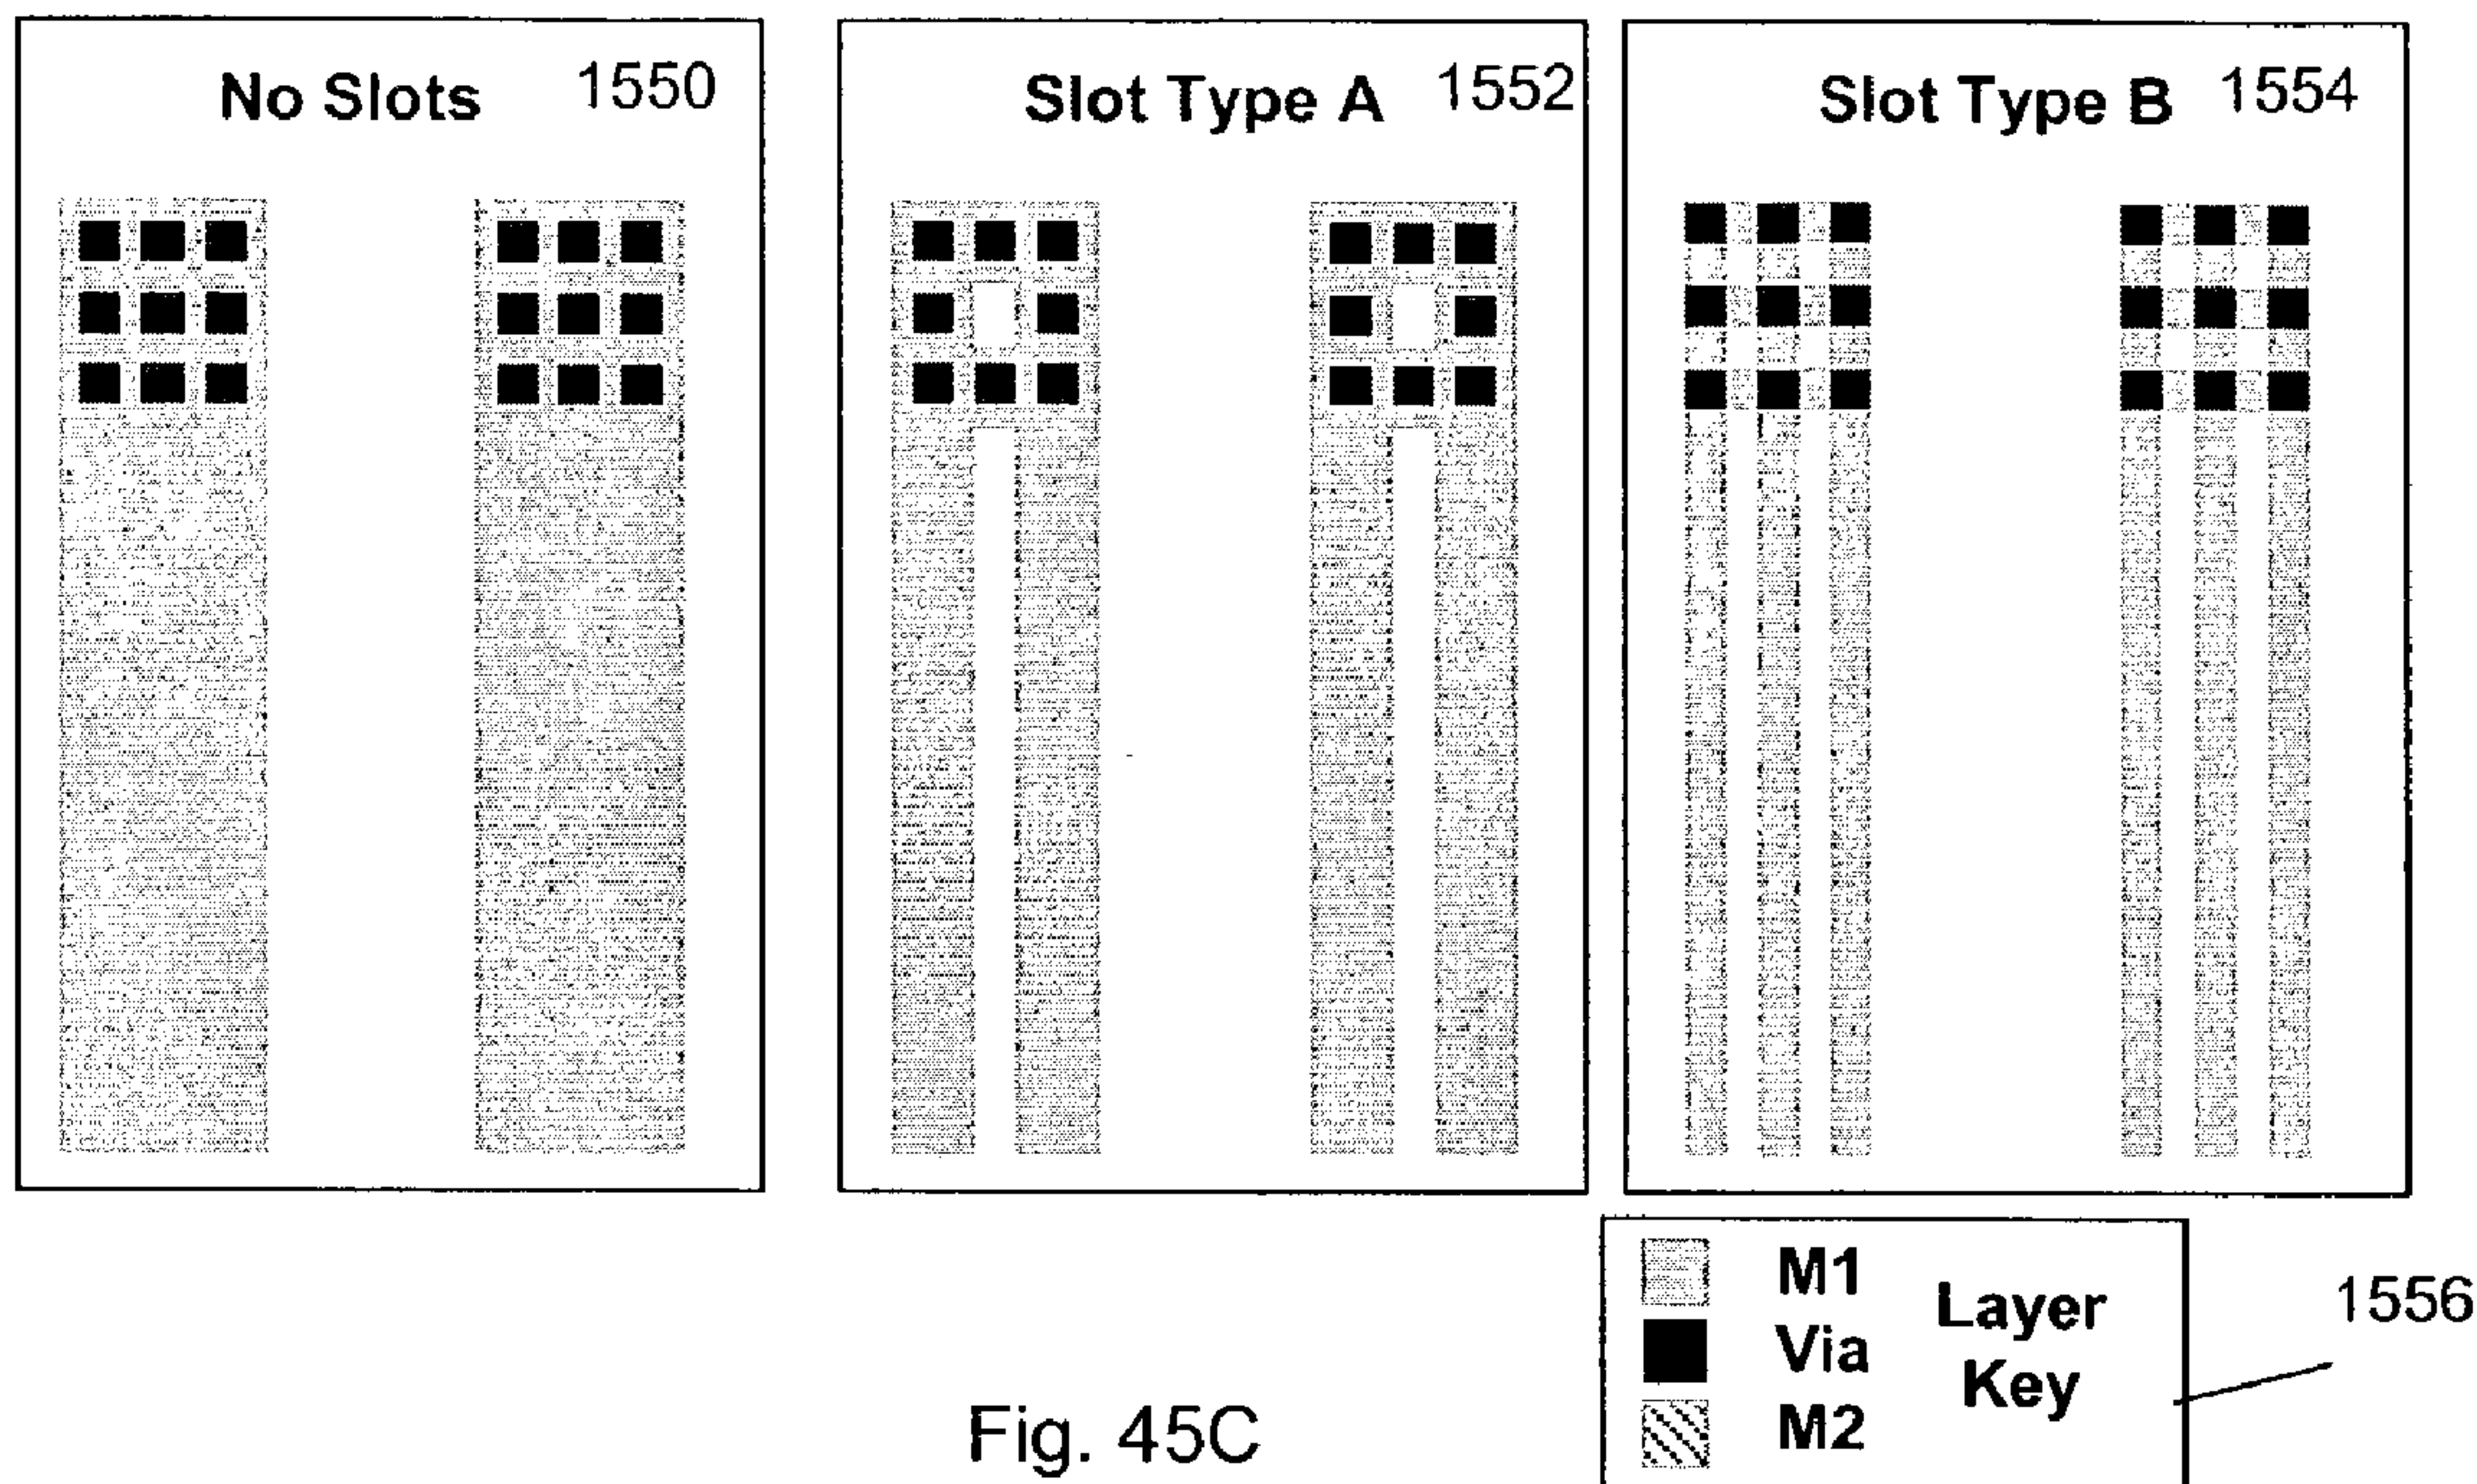 No Slots 1550
Slot Type A 1552
Slot Type B 1554
M1
Via
M2
Layer
Key
1556
Fig. 45C